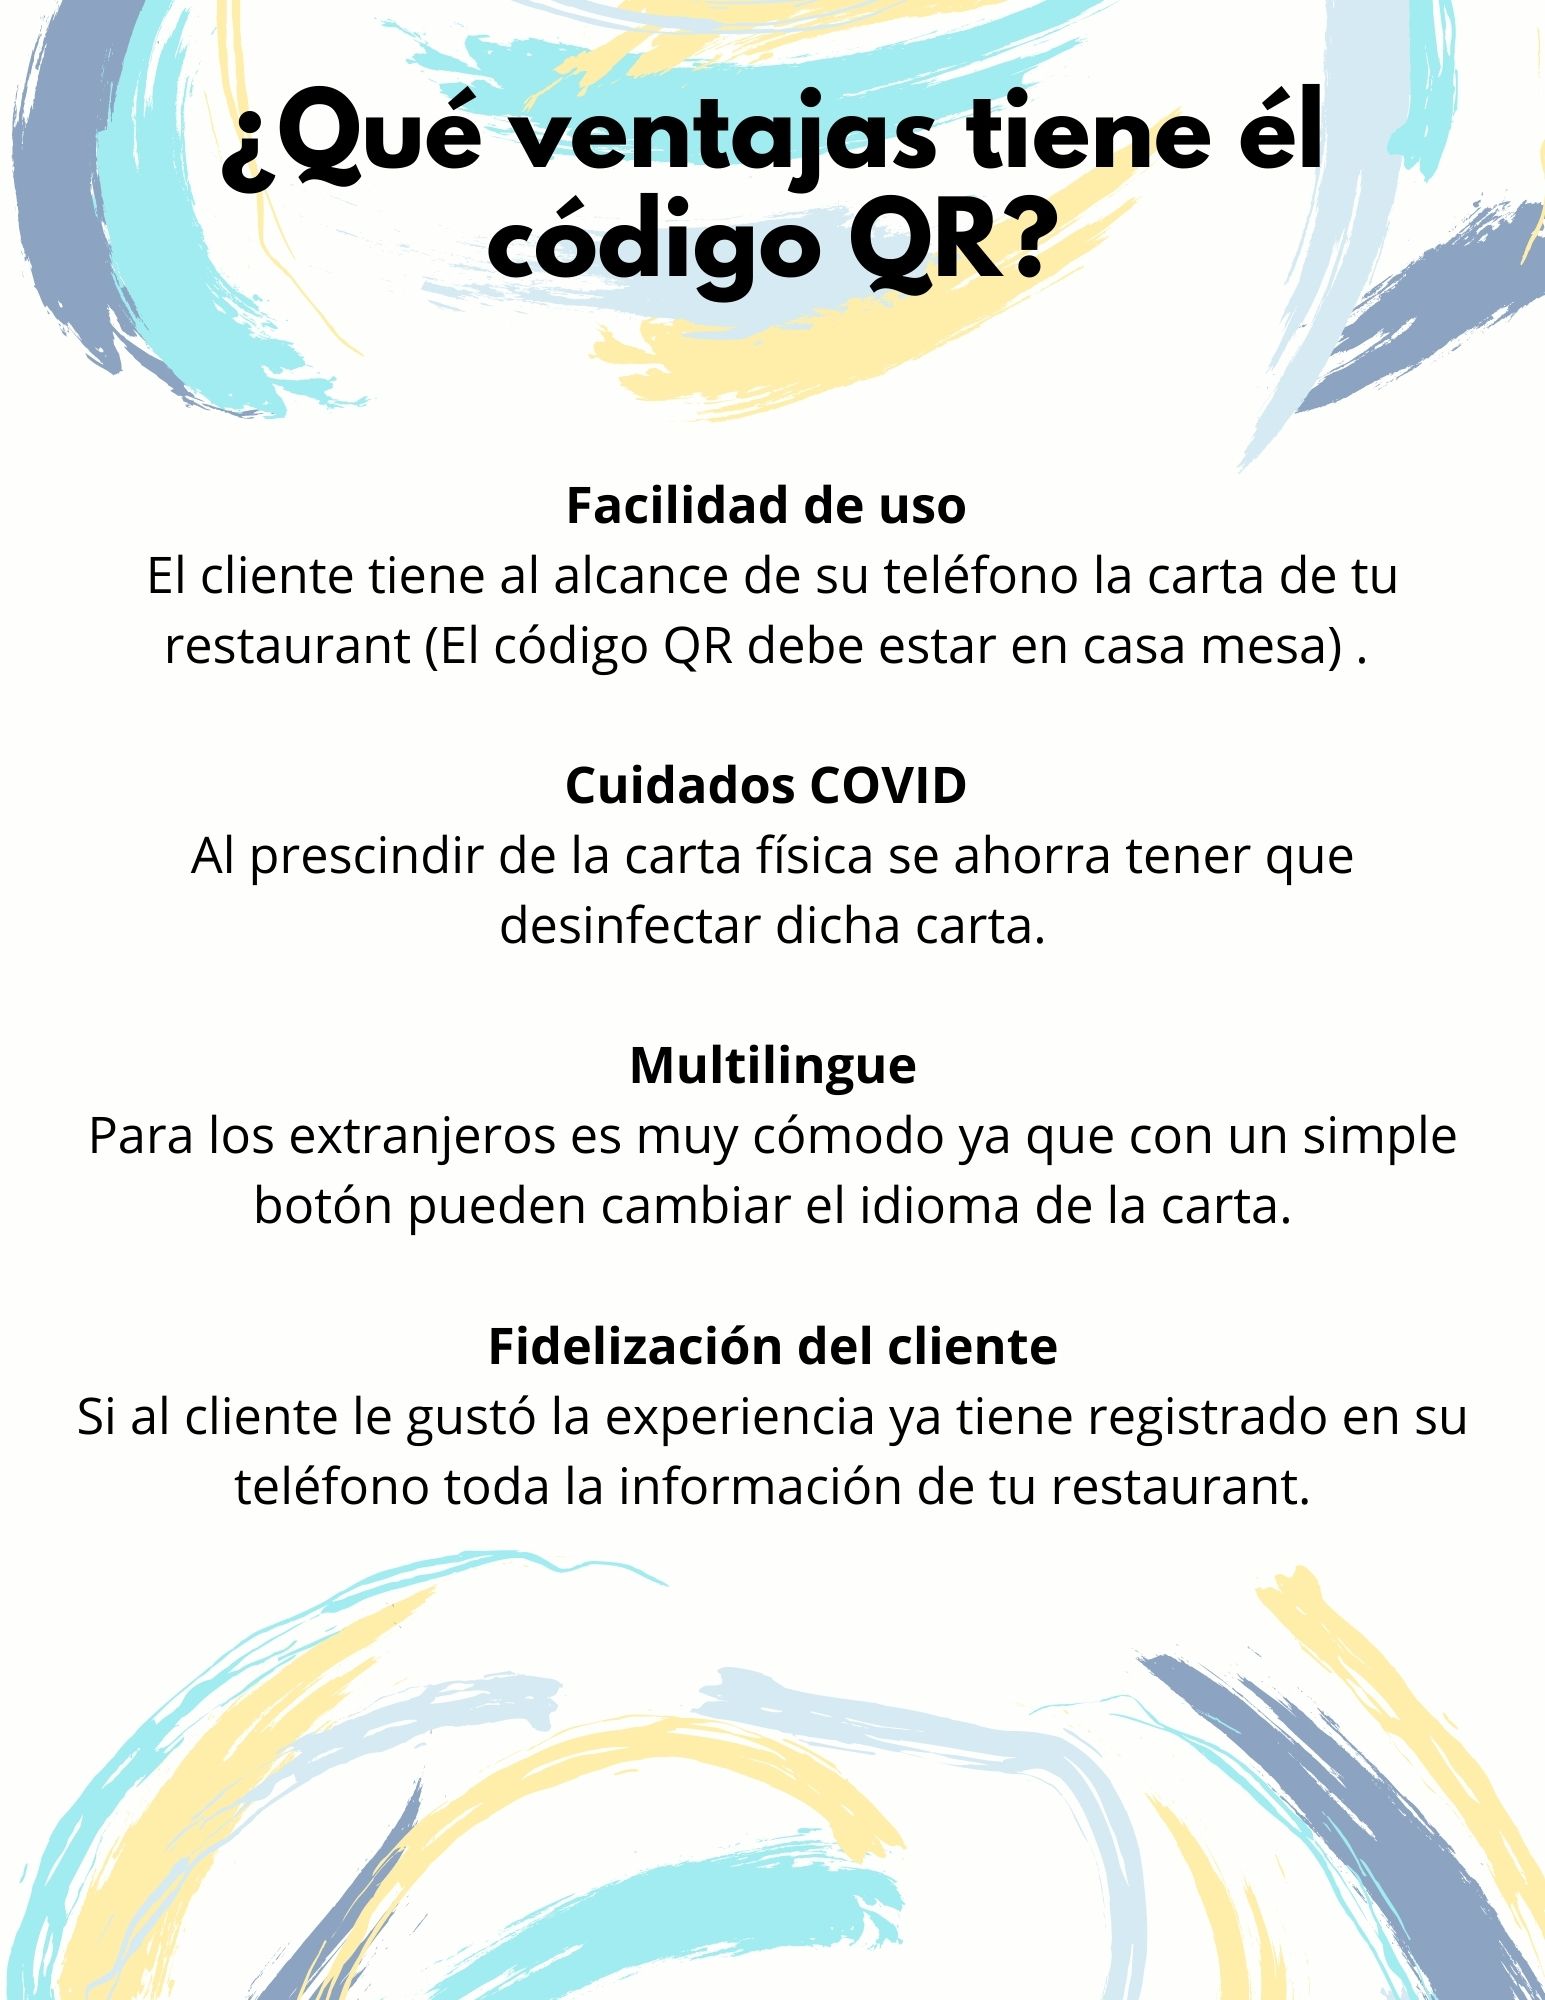 ¿Qué ventajas tiene él
código QR?
Facilidad de uso
El cliente tiene al alcance de su teléfono la carta de tu
restaurant (El código QR debe estar en casa mesa) .
Cuidados COVID
Al prescindir de la carta física se ahorra tener que
desinfectar dicha carta.
Multilingue
Para los extranjeros es muy cómodo ya que con un simple
botón pueden cambiar el idioma de la carta.
Fidelización del cliente
Si al cliente le gustó la experiencia ya tiene registrado en su
teléfono toda la información de tu restaurant.